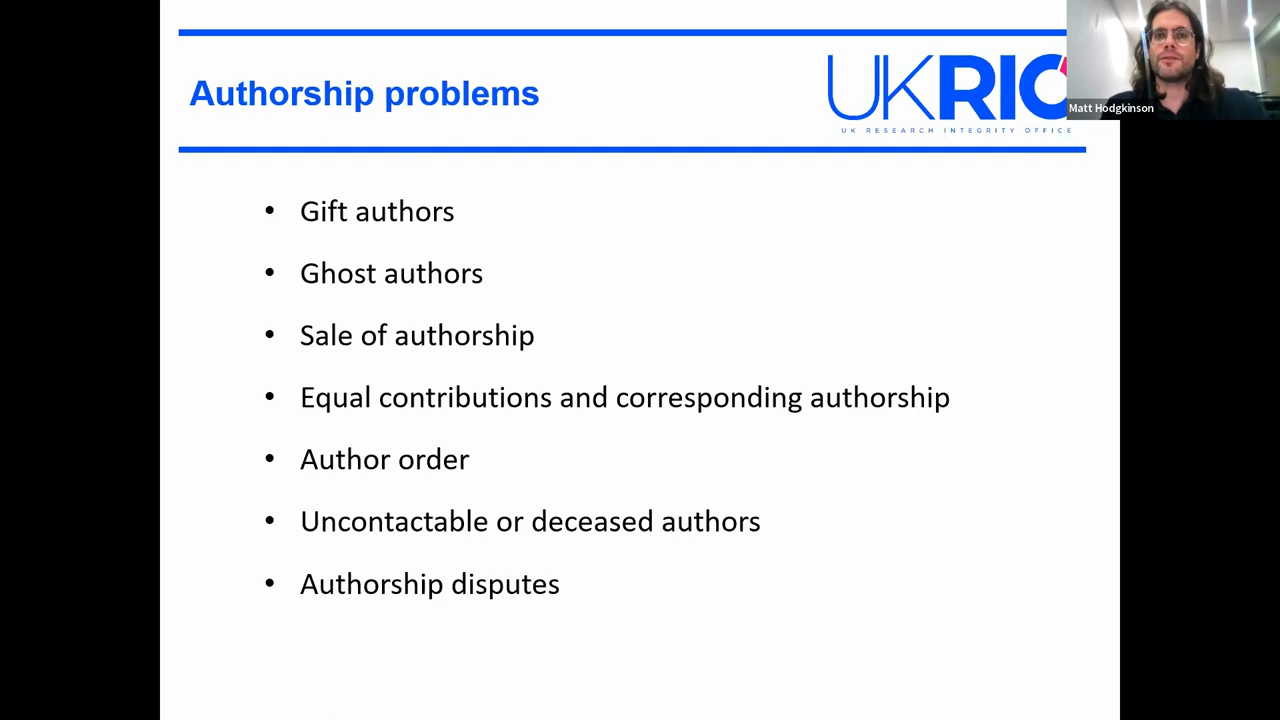 Authorship problems
UKRIO
UK RESEARCH INTEGRITY OFFICE
Matt Hodgkinson
• Gift authors
• Ghost authors
• Sale of authorship
• Equal contributions and corresponding authorship
• Author order
• Uncontactable or deceased authors
• Authorship disputes